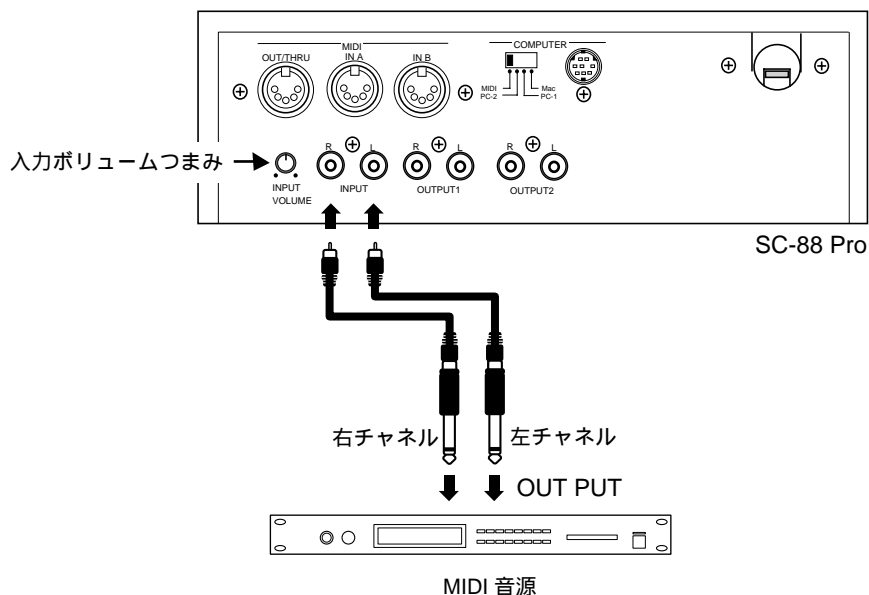 MIDI
OUT/THRU
IN A
IN B
COMPUTER
MIDI
PC-2
Mac
PC-1
入力ボリュームつまみ
R
L
R
L
R
L
INPUT
VOLUME
INPUT
OUTPUT1
OUTPUT2
SC-88 Pro
右チャネル
左チャネル
OUT PUT
MIDI 音源